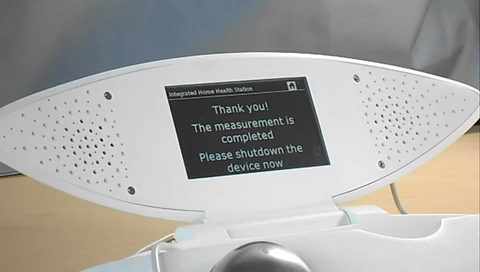 Integrated Home Health Station
Thank you!
The measurement is
completed
Please shutdown the
device now